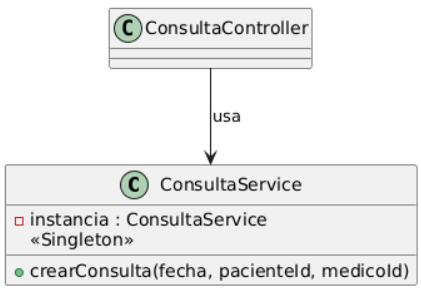 C ConsultaController
usa
C ConsultaService
instancia : ConsultaService
«Singleton»
crearConsulta(fecha, pacienteId, medicoId)